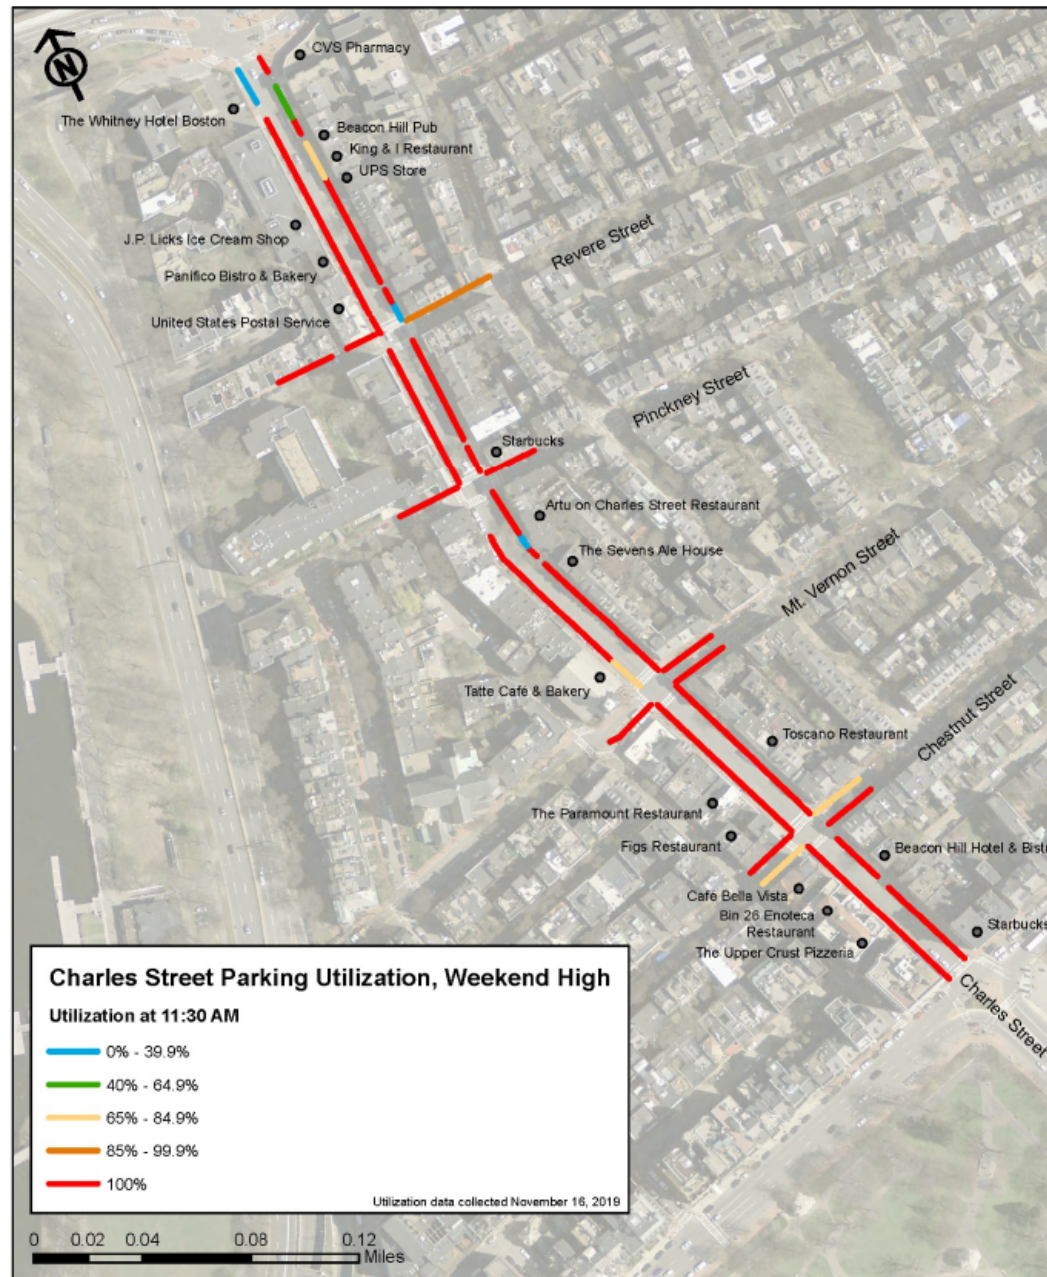 N
CVS Pharmacy
The Whitney Hotel Boston
Beacon Hill Pub
King & I Restaurant
UPS Store
J.P. Licks Ice Cream Shop
Revere Street
Panifico Bistro & Bakery
United States Postal Service
Pinckney Street
Starbucks
Artu on Charles Street Restaurant
The Sevens Ale House
Mt. Vernon Street
Tatte Café & Bakery
Chestnut Street
Toscano Restaurant
The Paramount Restaurant
Figs Restaurant
Beacon Hill Hotel & Bistr
Café Bella Vista
Bin 26 Enoteca
Restaurant
Starbucks
The Upper Crust Pizzeria
Charles Street
Charles Street Parking Utilization, Weekend High
Utilization at 11:30 AM
0% - 39.9%
40% - 64.9%
65% - 84.9%
85% - 99.9%
100%
Utilization data collected November 16, 2019
0 0.02 0.04 0.08 0.12
Miles